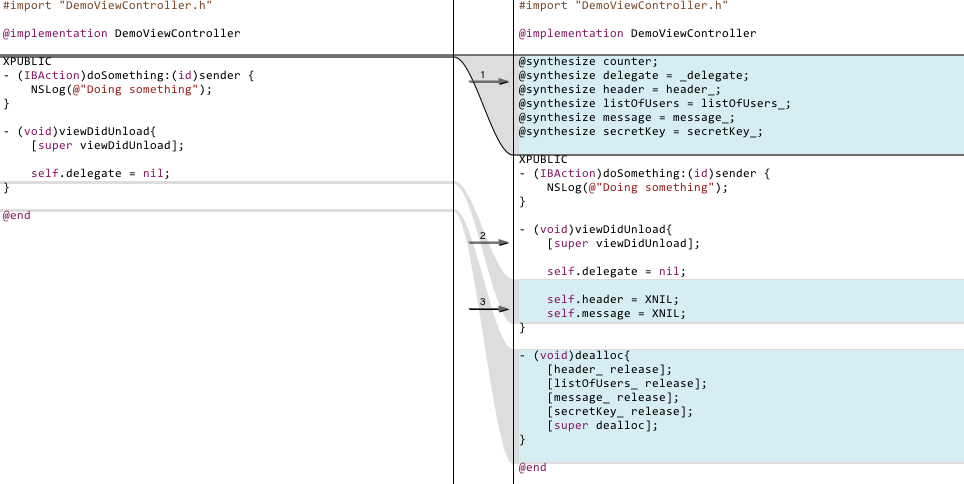 #import "DemoViewController.h"
@implementation DemoViewController
XPUBLIC
- (IBAction)doSomething:(id)sender {
    NSLog(@"Doing something");
}
- (void)viewDidUnload{
    [super viewDidUnload];
    self.delegate = nil;
}
@end
1
2
3
#import "DemoViewController.h"
@implementation DemoViewController
@synthesize counter;
@synthesize delegate = _delegate;
@synthesize header = header_;
@synthesize listOfUsers = listOfUsers_;
@synthesize message = message_;
@synthesize secretKey = secretKey_;
XPUBLIC
- (IBAction)doSomething:(id)sender {
    NSLog(@"Doing something");
}
- (void)viewDidUnload{
    [super viewDidUnload];
    self.delegate = nil;
    self.header = XNIL;
    self.message = XNIL;
}
- (void)dealloc{
    [header_ release];
    [listOfUsers_ release];
    [message_ release];
    [secretKey_ release];
    [super dealloc];
}
@end